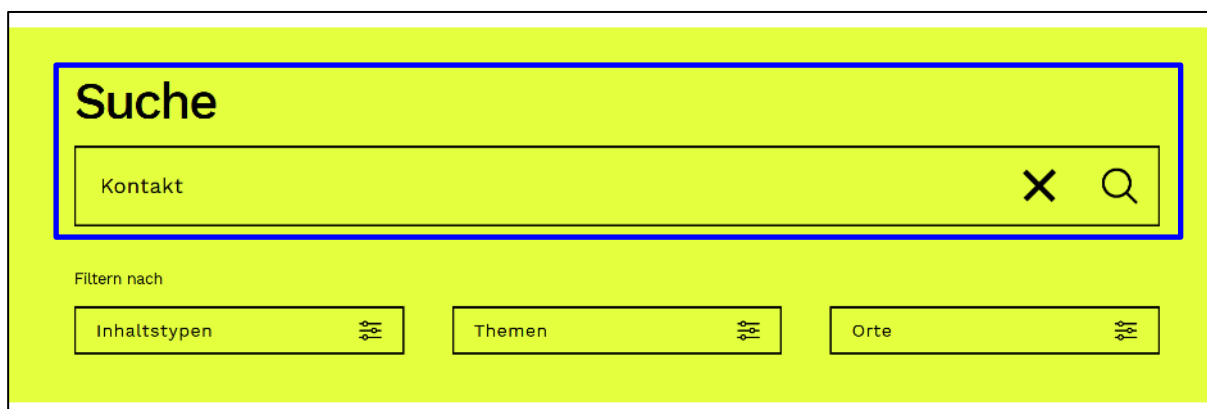 Suche
Kontakt
Filtern nach
Inhaltstypen
Themen
Orte